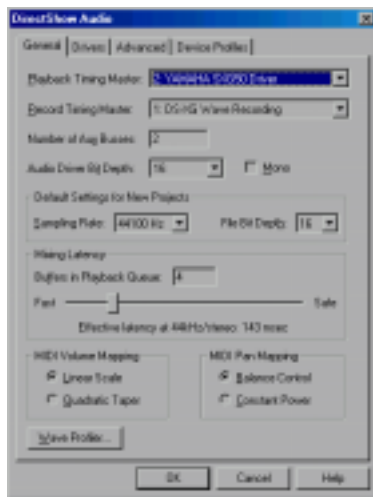 DirectShow Audio
General Drivers Advanced Device Profiles
Playback Timing Master: 2: YAMAHA Driver
Record Timing Master: 1: DS-XG Wave Recording
Number of Aug Busses: 2
Audio Driver Bit Depth: 16 Mono
Default Settings for New Projects
Sampling Rate: 44100 Hz File Bit Depth: 16
Mixing Latency
Buffers in Playback Queue: 4
Fast Safe
Effective latency at 44kHz/stereo: 143 msec
MIDI Volume Mapping MIDI Pan Mapping
Linear Scale Balance Control
Quadratic Taper Constant Power
Wave Profiler...
OK Cancel Help